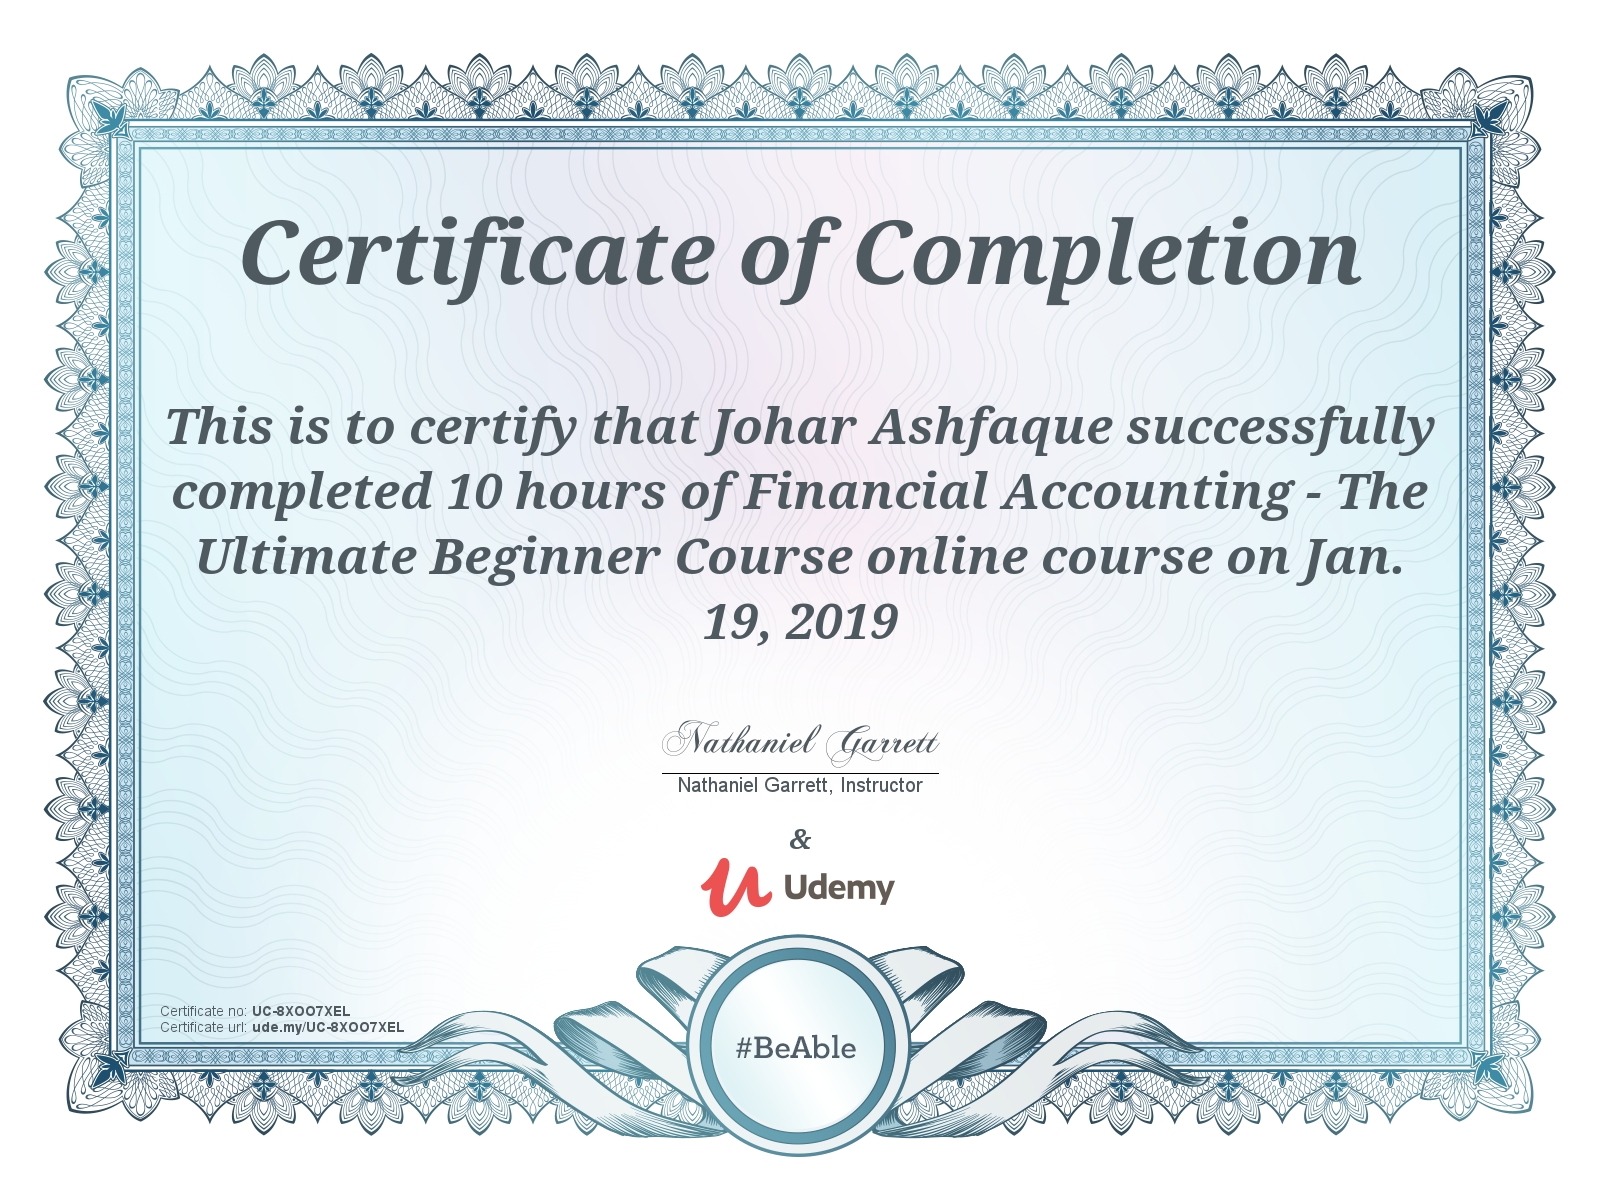 Certificate of Completion
This is to certify that Johar Ashfaque successfully
completed 10 hours of Financial Accounting - The
Ultimate Beginner Course online course on Jan.
19, 2019
Nathaniel Garrett
Nathaniel Garrett, Instructor
&
Udemy
Certificate no: UC-8XOO7XEL
Certificate url: ude.my/UC-8XOO7XEL
#BeAble